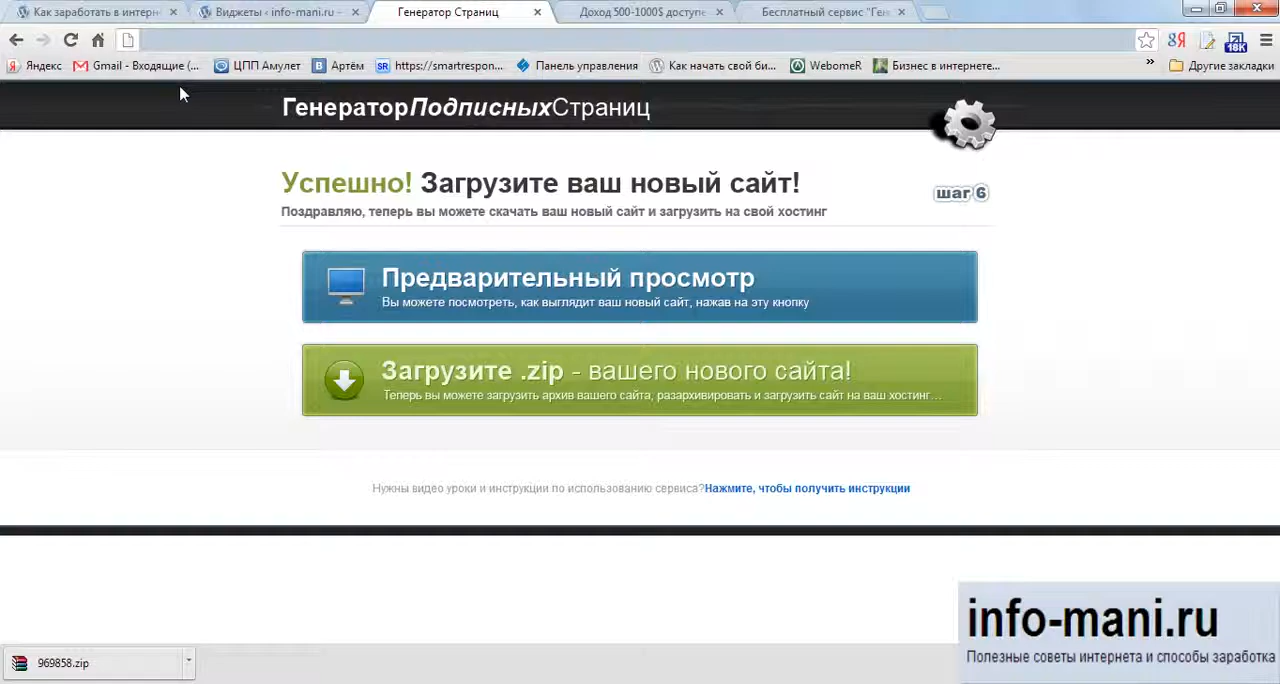 Как заработать в интерн
Виджеты ‹ info-mani.ru –
Генератор Страниц
Доход 500-1000$ доступе
Бесплатный сервис "Ген
18K
Яндекс
Gmail - Входящие (...
ЦПП Амулет
Артём
https://smartrespon...
Панель управления
Как начать свой би...
WebomeR
Бизнес в интернете...
»
Другие закладки
ГенераторПодписныхСтраниц
Успешно! Загрузите ваш новый сайт!
шаг 6
Поздравляю, теперь вы можете скачать ваш новый сайт и загрузить на свой хостинг
Предварительный просмотр
Вы можете посмотреть, как выглядит ваш новый сайт, нажав на эту кнопку
Загрузите .zip - вашего нового сайта!
Теперь вы можете загрузить архив вашего сайта, разархивировать и загрузить сайт на ваш хостинг...
Нужны видео уроки и инструкции по использованию сервиса?Нажмите, чтобы получить инструкции
info-mani.ru
Полезные советы интернета и способы заработка
969858.zip